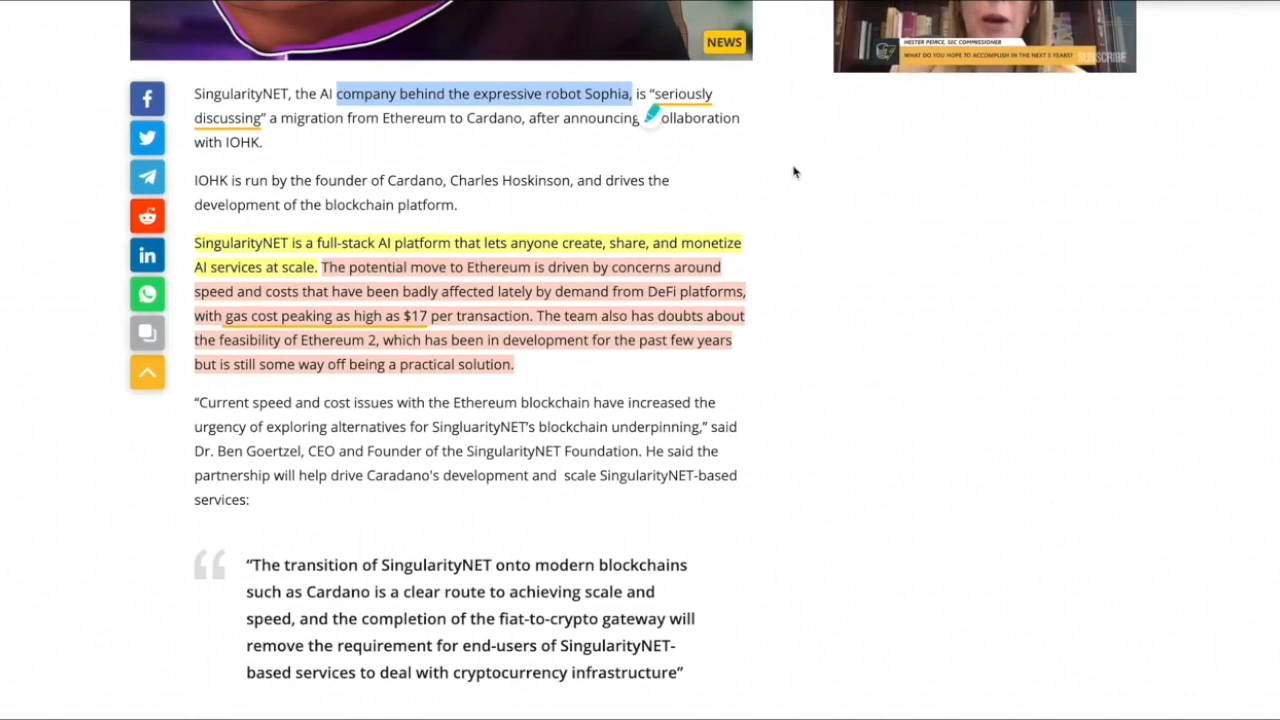 NEWS
HESTER PEIRCE, SEC COMMISSIONER
WHAT DO YOU HOPE TO ACCOMPLISH IN THE NEXT 5 YEARS?
SUBSCRIBE
SingularityNET, the AI company behind the expressive robot Sophia, is “seriously
discussing” a migration from Ethereum to Cardano, after announcing ollaboration
with IOHK.
IOHK is run by the founder of Cardano, Charles Hoskinson, and drives the
development of the blockchain platform.
SingularityNET is a full-stack AI platform that lets anyone create, share, and monetize
AI services at scale. The potential move to Ethereum is driven by concerns around
speed and costs that have been badly affected lately by demand from DeFi platforms,
with gas cost peaking as high as $17 per transaction. The team also has doubts about
the feasibility of Ethereum 2, which has been in development for the past few years
but is still some way off being a practical solution.
“Current speed and cost issues with the Ethereum blockchain have increased the
urgency of exploring alternatives for SingluarityNET’s blockchain underpinning,” said
Dr. Ben Goertzel, CEO and Founder of the SingularityNET Foundation. He said the
partnership will help drive Caradano's development and  scale SingularityNET-based
services:
“The transition of SingularityNET onto modern blockchains
such as Cardano is a clear route to achieving scale and
speed, and the completion of the fiat-to-crypto gateway will
remove the requirement for end-users of SingularityNET-
based services to deal with cryptocurrency infrastructure”